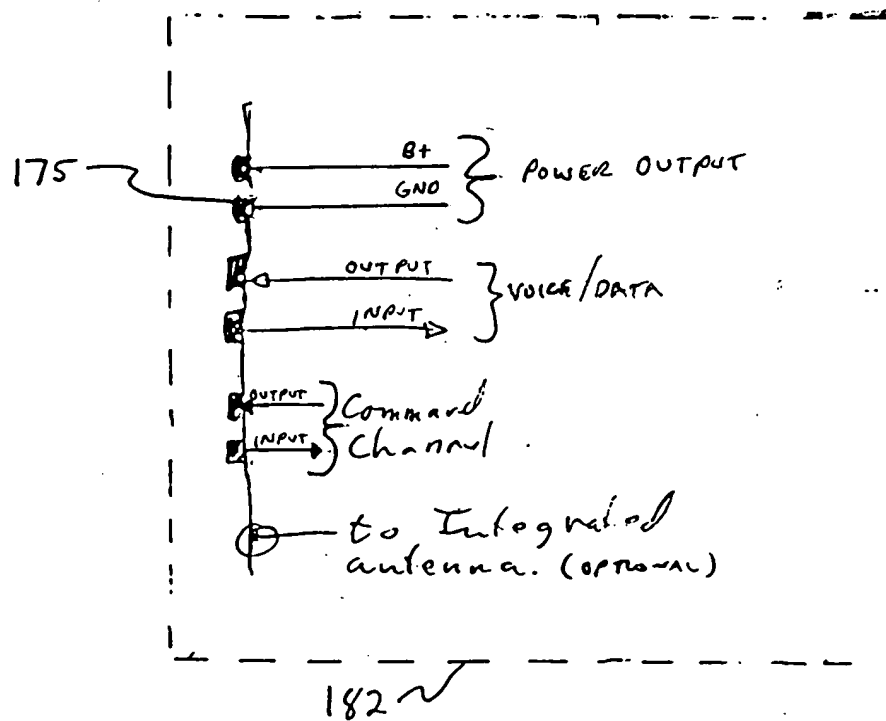 175
B+
GND
POWER OUTPUT
OUTPUT
INPUT
VOICE/DATA
OUTPUT
INPUT
Command
Channel
to Integrated
antenna. (OPTIONAL)
182